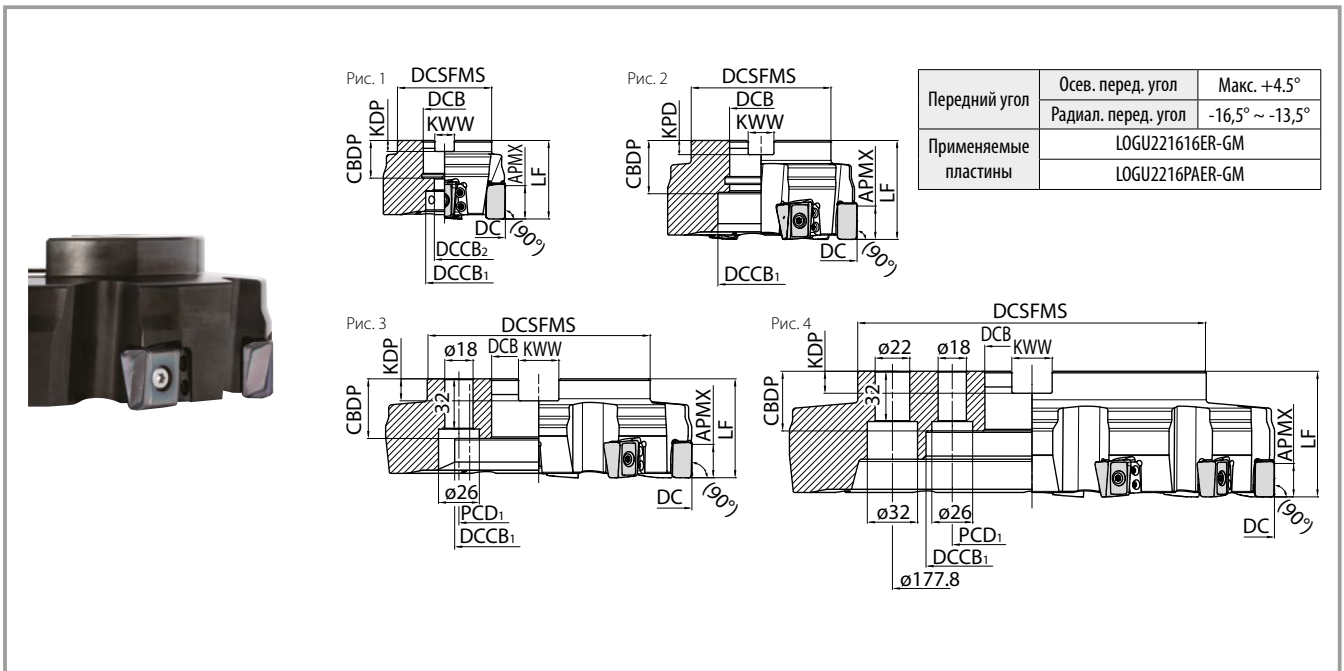 Рис. 1
DCSFMS
DCB
KWW
KDP
CBDP
APMX
LF
DC
(90°)
DCCB2
DCCB1
Рис. 2
DCSFMS
DCB
KWW
KPD
CBDP
APMX
LF
DC
(90°)
DCCB1
Передний угол
Осев. перед. угол
Макс. +4.5°
Радиал. перед. угол
-16,5° ~ -13,5°
Применяемые
пластины
LOGU221616ER-GM
LOGU2216PAER-GM
Рис. 3
DCSFMS
ø18
DCB
KWW
KDP
CBDP
32
APMX
LF
ø26
DC
(90°)
PCD1
DCCB1
Рис. 4
DCSFMS
ø22
ø18
DCB
KWW
KDP
CBDP
32
APMX
LF
ø32
ø26
DC
(90°)
PCD1
DCCB1
ø177.8